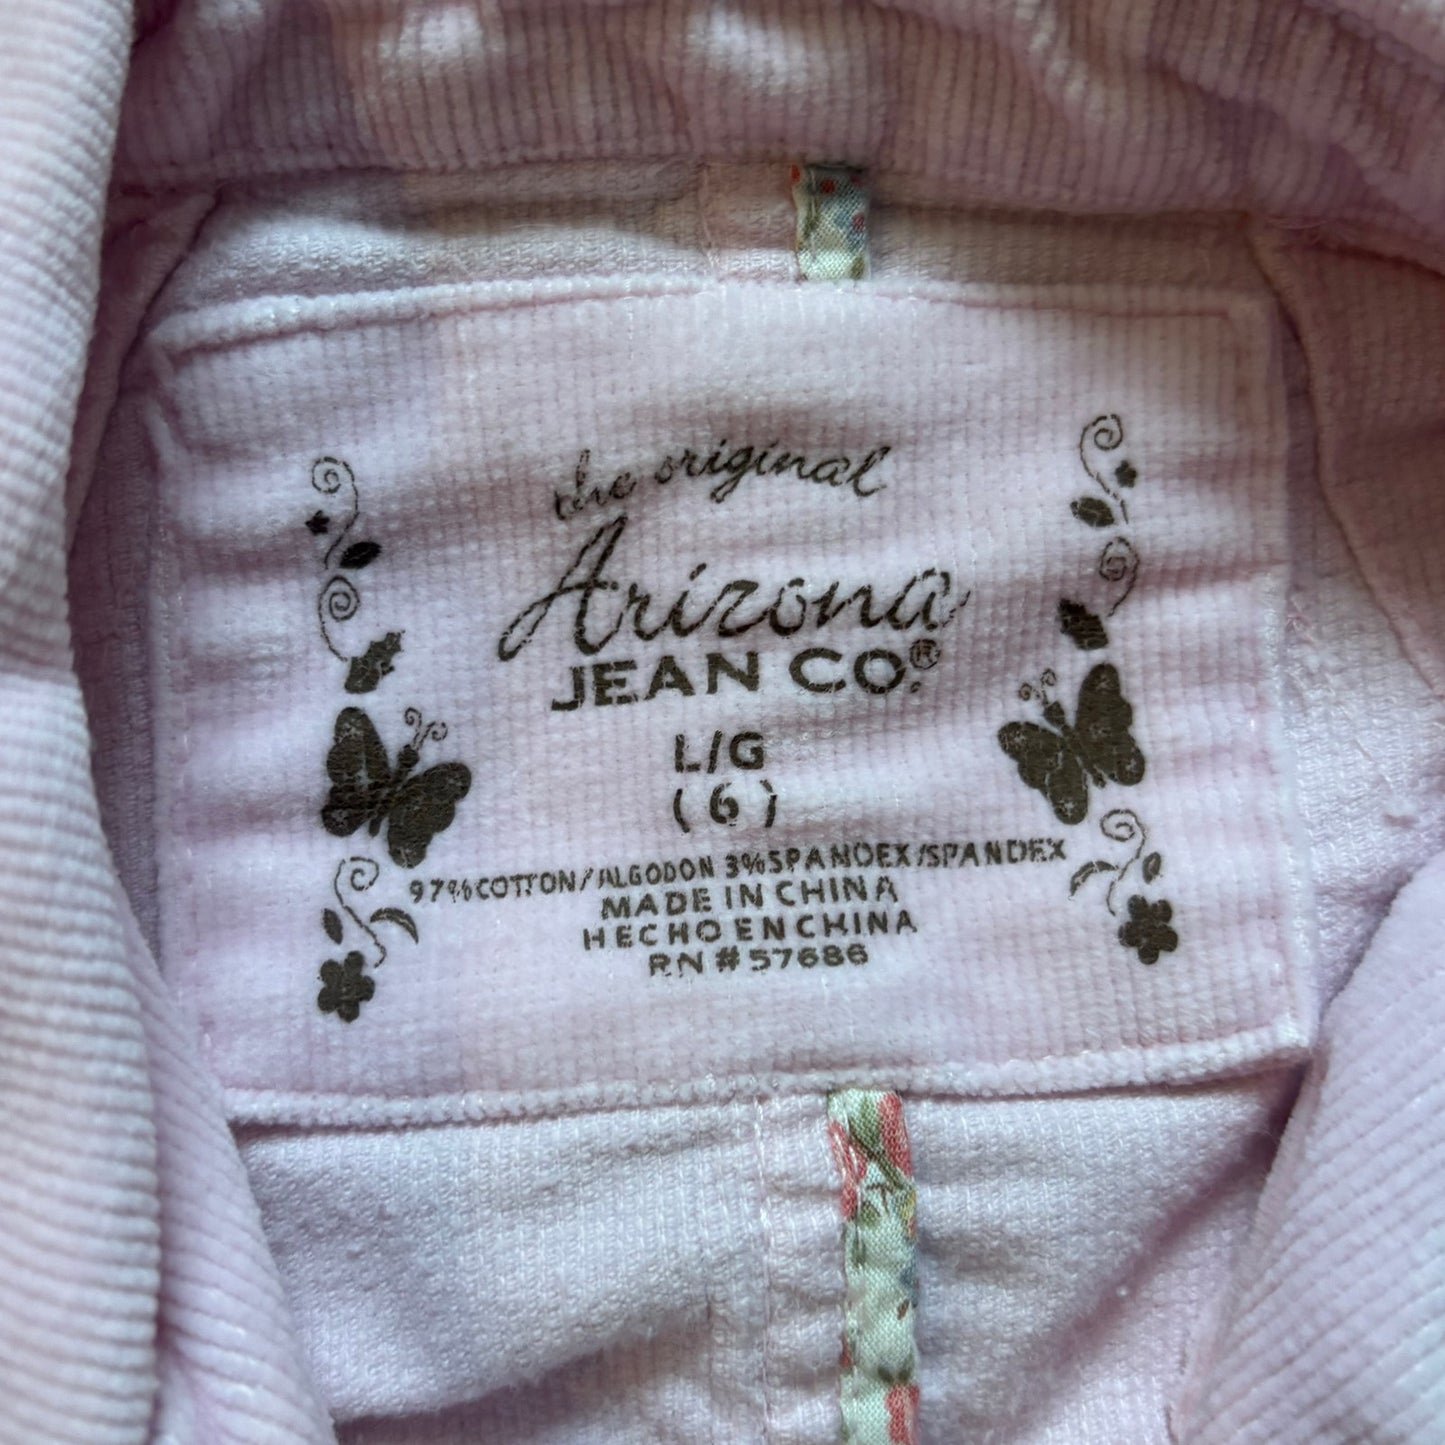 the original
Arizona
JEAN CO.®
L/G
(6)
97% COTTON/ALGODON 3% SPANDEX/SPANDEX
MADE IN CHINA
HECHO EN CHINA
RN # 57686